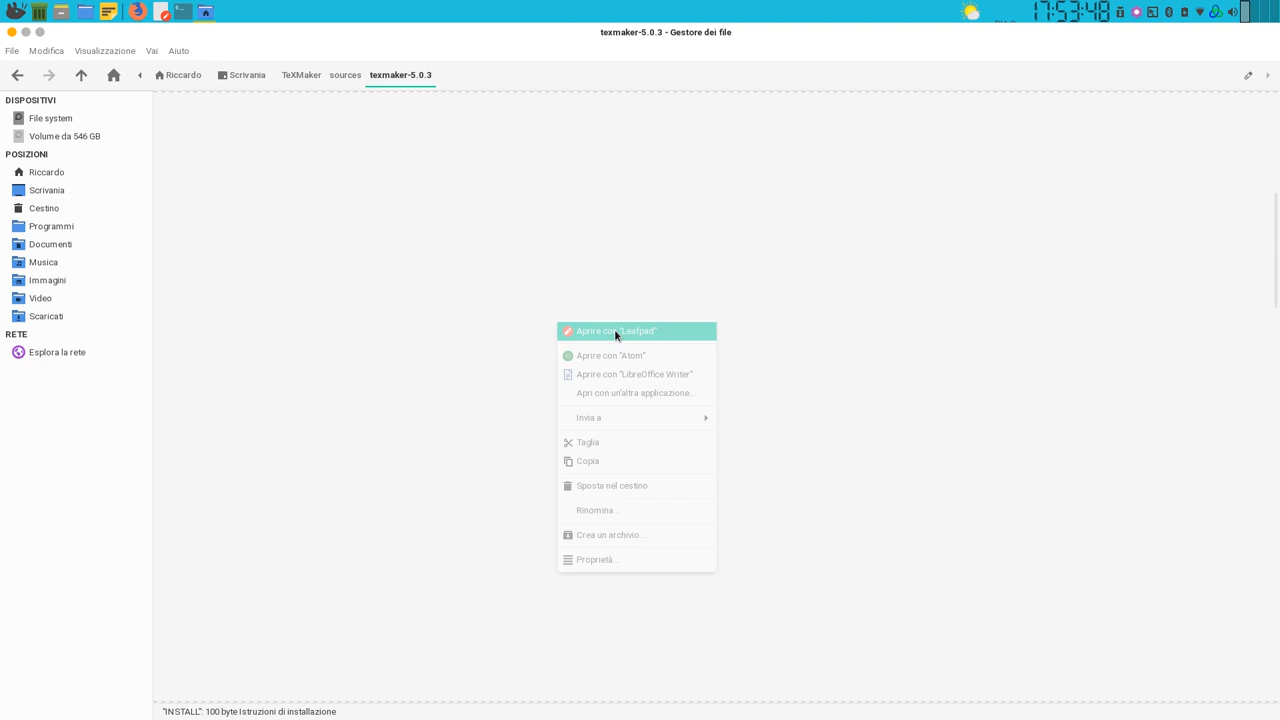 17:53:48
texmaker-5.0.3 - Gestore dei file
File Modifica Visualizzazione Vai Aiuto
Riccardo Scrivania TeXMaker sources texmaker-5.0.3
DISPOSITIVI
File system
Volume da 546 GB
POSIZIONI
Riccardo
Scrivania
Cestino
Programmi
Documenti
Musica
Immagini
Video
Scaricati
RETE
Esplora la rete
Aprire con "Leafpad"
Aprire con "Atom"
Aprire con "LibreOffice Writer"
Apri con un'altra applicazione...
Invia a
Taglia
Copia
Sposta nel cestino
Rinomina...
Crea un archivio...
Proprietà...
"INSTALL": 100 byte Istruzioni di installazione